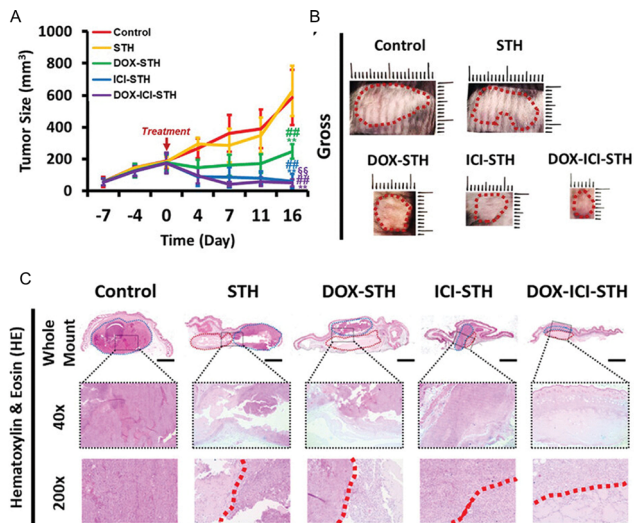 A
Tumor Size (mm³)
1000
800
600
400
200
0
Control
STH
DOX-STH
ICI-STH
DOX-ICI-STH
Treatment
##
**
##
**
§§
##
**
-7 -4 0 4 7 11 16
Time (Day)
B
Gross
Control STH
DOX-STH ICI-STH DOX-ICI-STH
C
Hematoxylin & Eosin (HE)
Control STH DOX-STH ICI-STH DOX-ICI-STH
Whole
Mount
40x
200x